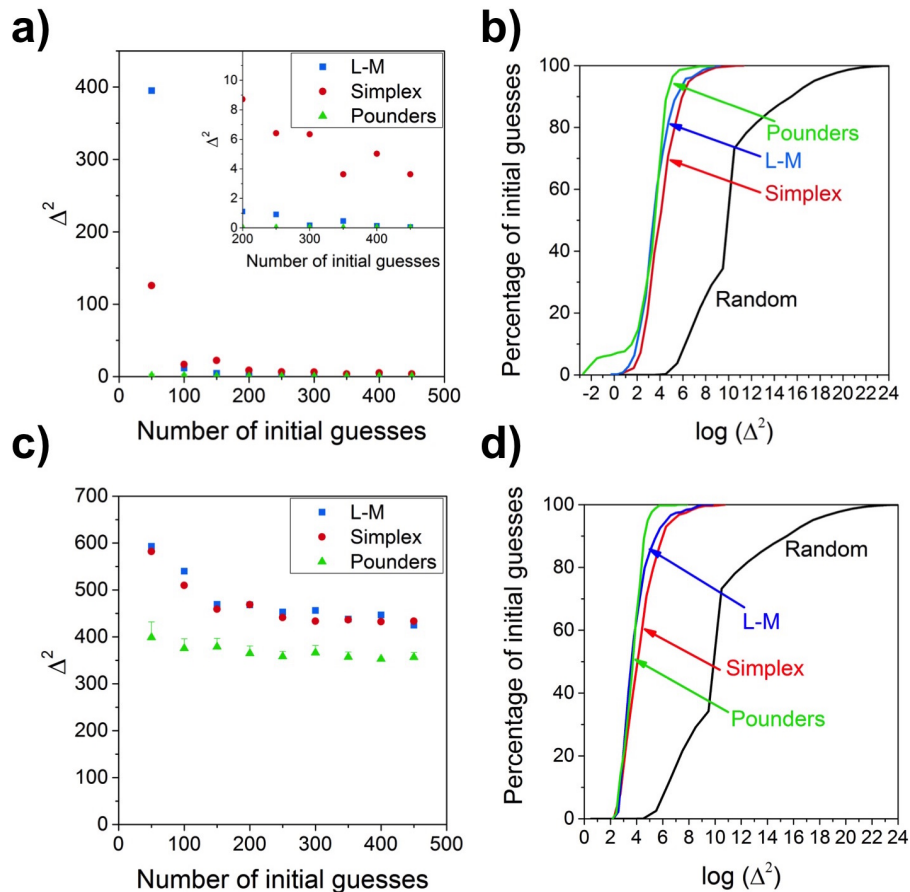 a)
400
300
200
100
0
Δ²
0 100 200 300 400 500
Number of initial guesses
10
8
6
4
2
0
Δ²
200 300 400
Number of initial guesses
L-M
Simplex
Pounders
b)
100
80
60
40
20
0
Percentage of initial guesses
Pounders
L-M
Simplex
Random
-2 0 2 4 6 8 10 12 14 16 18 20 22 24
log (Δ²)
c)
700
600
500
400
300
200
100
0
Δ²
L-M
Simplex
Pounders
0 100 200 300 400 500
Number of initial guesses
d)
100
80
60
40
20
0
Percentage of initial guesses
Random
L-M
Simplex
Pounders
0 2 4 6 8 10 12 14 16 18 20 22 24
log (Δ²)